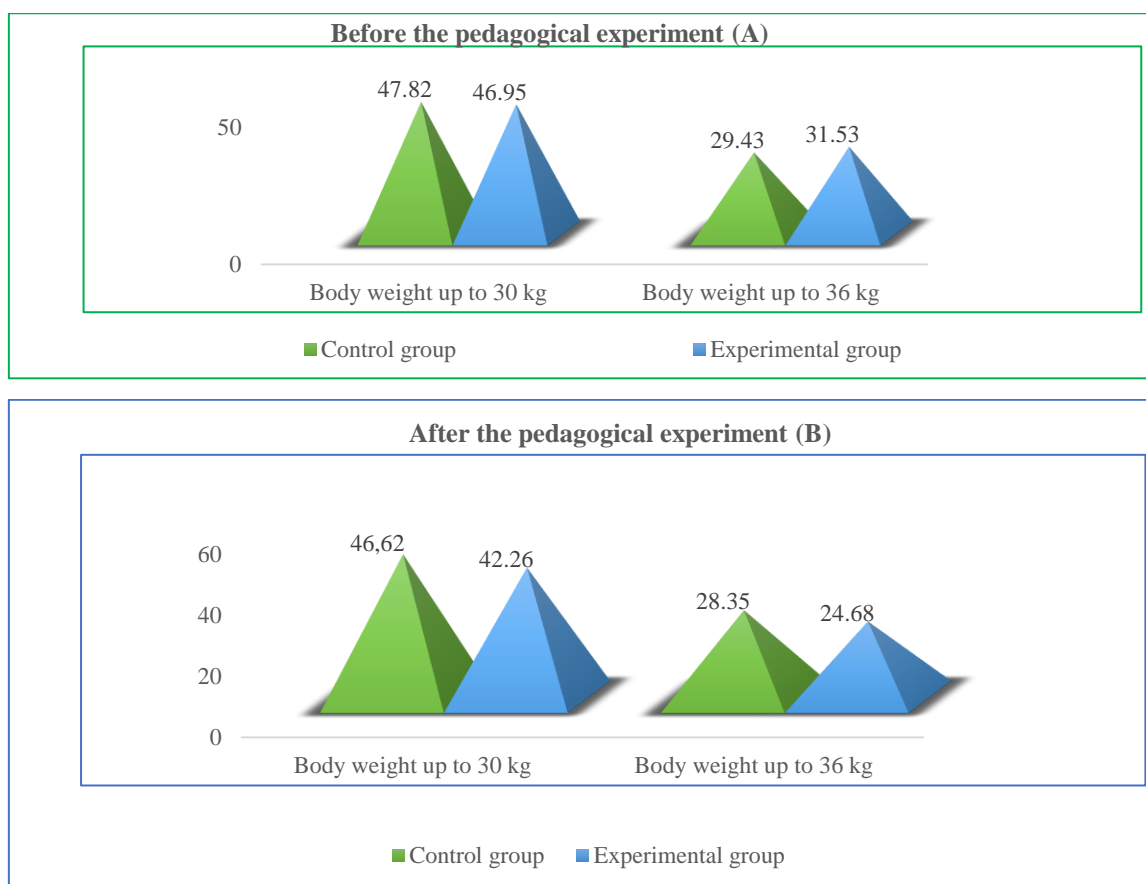 Before the pedagogical experiment (A)
47.82 46.95
29.43 31.53
50
0
Body weight up to 30 kg Body weight up to 36 kg
Control group Experimental group
After the pedagogical experiment (B)
60
46,62 42.26
40
28.35 24.68
20
0
Body weight up to 30 kg Body weight up to 36 kg
Control group Experimental group